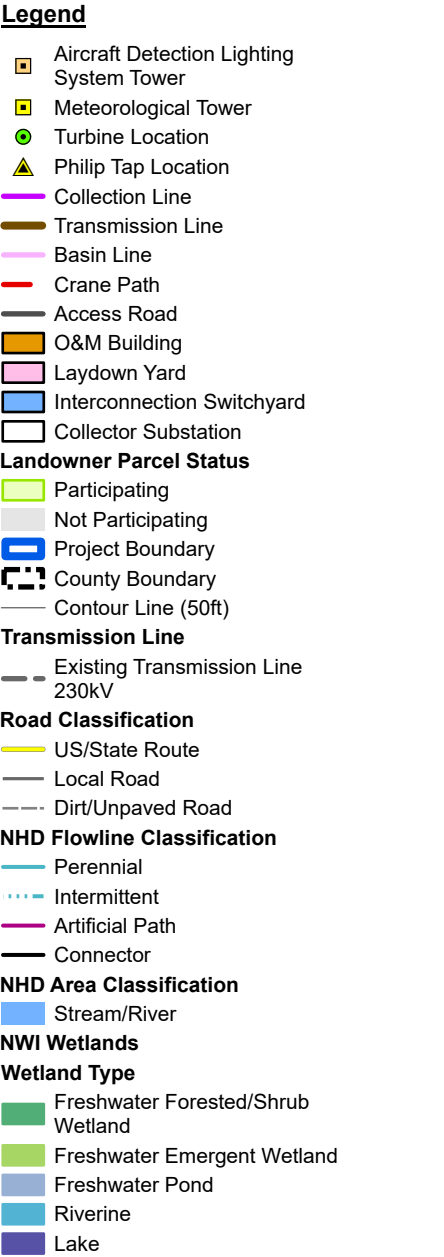 Legend
Aircraft Detection Lighting
System Tower
Meteorological Tower
Turbine Location
Philip Tap Location
Collection Line
Transmission Line
Basin Line
Crane Path
Access Road
O&M Building
Laydown Yard
Interconnection Switchyard
Collector Substation
Landowner Parcel Status
Participating
Not Participating
Project Boundary
County Boundary
Contour Line (50ft)
Transmission Line
Existing Transmission Line
230kV
Road Classification
US/State Route
Local Road
Dirt/Unpaved Road
NHD Flowline Classification
Perennial
Intermittent
Artificial Path
Connector
NHD Area Classification
Stream/River
NWI Wetlands
Wetland Type
Freshwater Forested/Shrub
Wetland
Freshwater Emergent Wetland
Freshwater Pond
Riverine
Lake